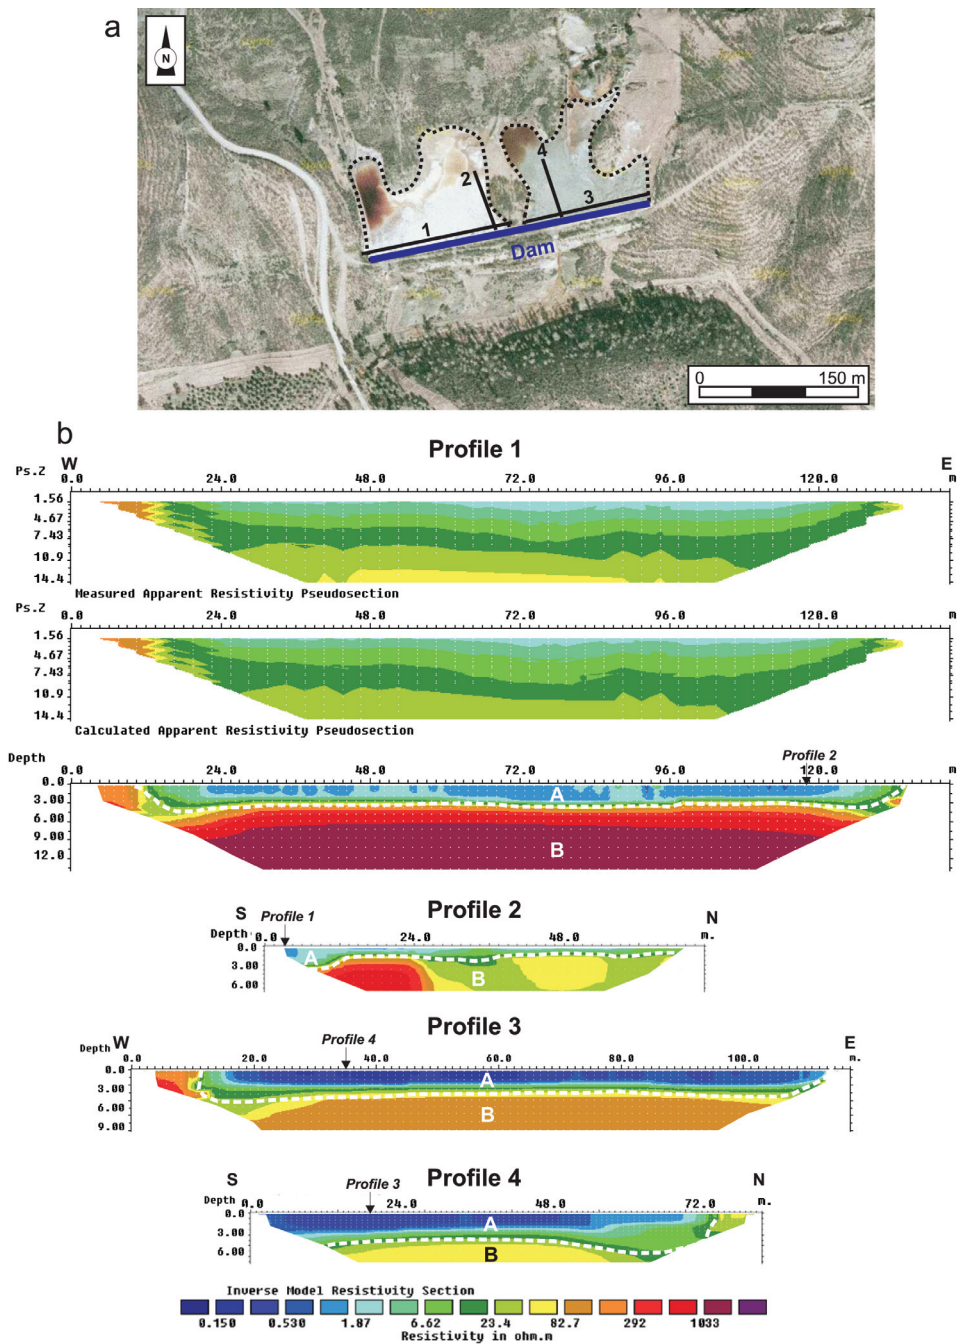 a
N
4
2
3
1
Dam
0 150 m
b
Profile 1
W E
Ps.Z 0.0 24.0 48.0 72.0 96.0 120.0 m
1.56
4.67
7.43
10.9
14.4
Measured Apparent Resistivity Pseudosection
Ps.Z 0.0 24.0 48.0 72.0 96.0 120.0 m
1.56
4.67
7.43
10.9
14.4
Calculated Apparent Resistivity Pseudosection
Profile 2
Depth 0.0 24.0 48.0 72.0 96.0 120.0 m
0.0
3.00
6.00
9.00
12.0
A
B
Profile 2
S Profile 1 N
Depth 0.0 24.0 48.0 m.
0.0
3.00
6.00
A
B
Profile 3
W Profile 4 E
Depth 0.0 20.0 40.0 60.0 80.0 100.0 m.
0.0
3.00
6.00
9.00
A
B
Profile 4
S Profile 3 N
Depth 0.0 24.0 48.0 72.0 m.
0.0
3.00
6.00
A
B
Inverse Model Resistivity Section
0.150 0.530 1.87 6.62 23.4 82.7 292 1033
Resistivity in ohm.m